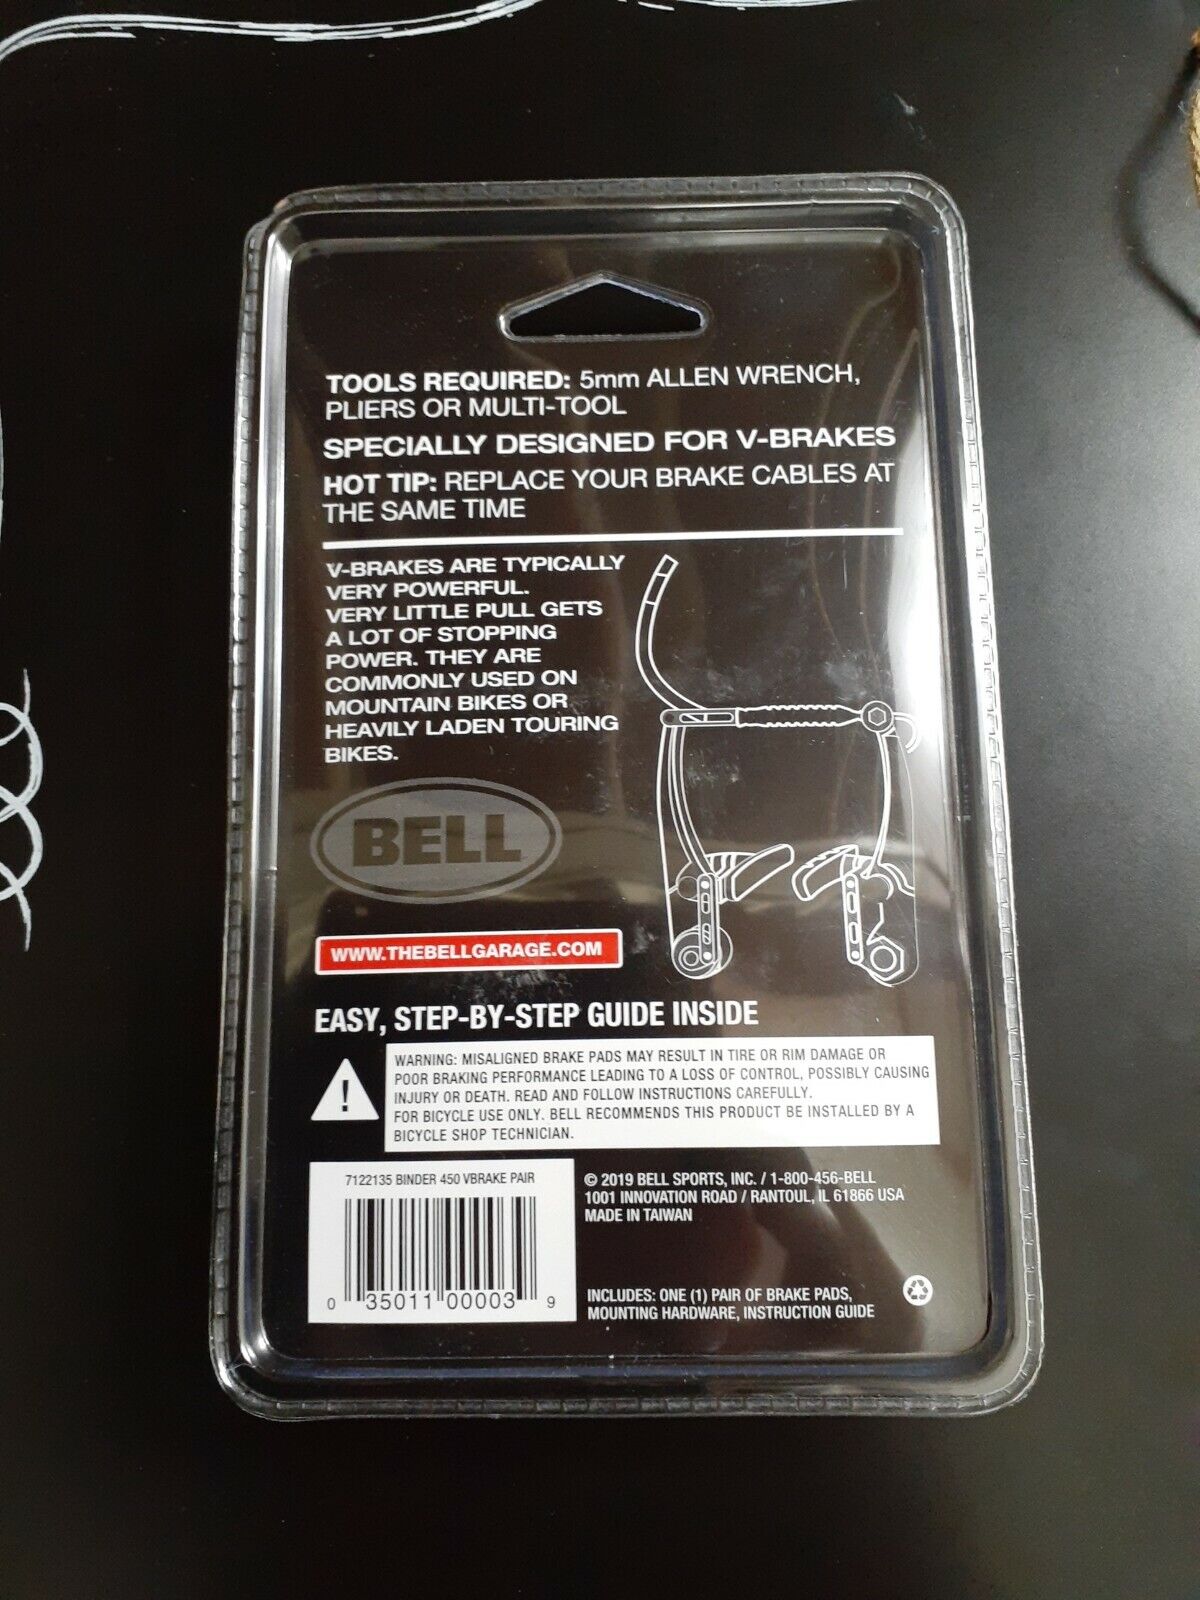 TOOLS REQUIRED: 5mm ALLEN WRENCH,
PLIERS OR MULTI-TOOL
SPECIALLY DESIGNED FOR V-BRAKES
HOT TIP: REPLACE YOUR BRAKE CABLES AT
THE SAME TIME
V-BRAKES ARE TYPICALLY
VERY POWERFUL.
VERY LITTLE PULL GETS
A LOT OF STOPPING
POWER. THEY ARE
COMMONLY USED ON
MOUNTAIN BIKES OR
HEAVILY LADEN TOURING
BIKES.
BELL
WWW.THEBELLGARAGE.COM
EASY, STEP-BY-STEP GUIDE INSIDE
WARNING: MISALIGNED BRAKE PADS MAY RESULT IN TIRE OR RIM DAMAGE OR
POOR BRAKING PERFORMANCE LEADING TO A LOSS OF CONTROL, POSSIBLY CAUSING
INJURY OR DEATH. READ AND FOLLOW INSTRUCTIONS CAREFULLY.
FOR BICYCLE USE ONLY. BELL RECOMMENDS THIS PRODUCT BE INSTALLED BY A
BICYCLE SHOP TECHNICIAN.
7122135 BINDER 450 VBRAKE PAIR
0 35011 00003 9
© 2019 BELL SPORTS, INC. / 1-800-456-BELL
1001 INNOVATION ROAD / RANTOUL, IL 61866 USA
MADE IN TAIWAN
INCLUDES: ONE (1) PAIR OF BRAKE PADS,
MOUNTING HARDWARE, INSTRUCTION GUIDE